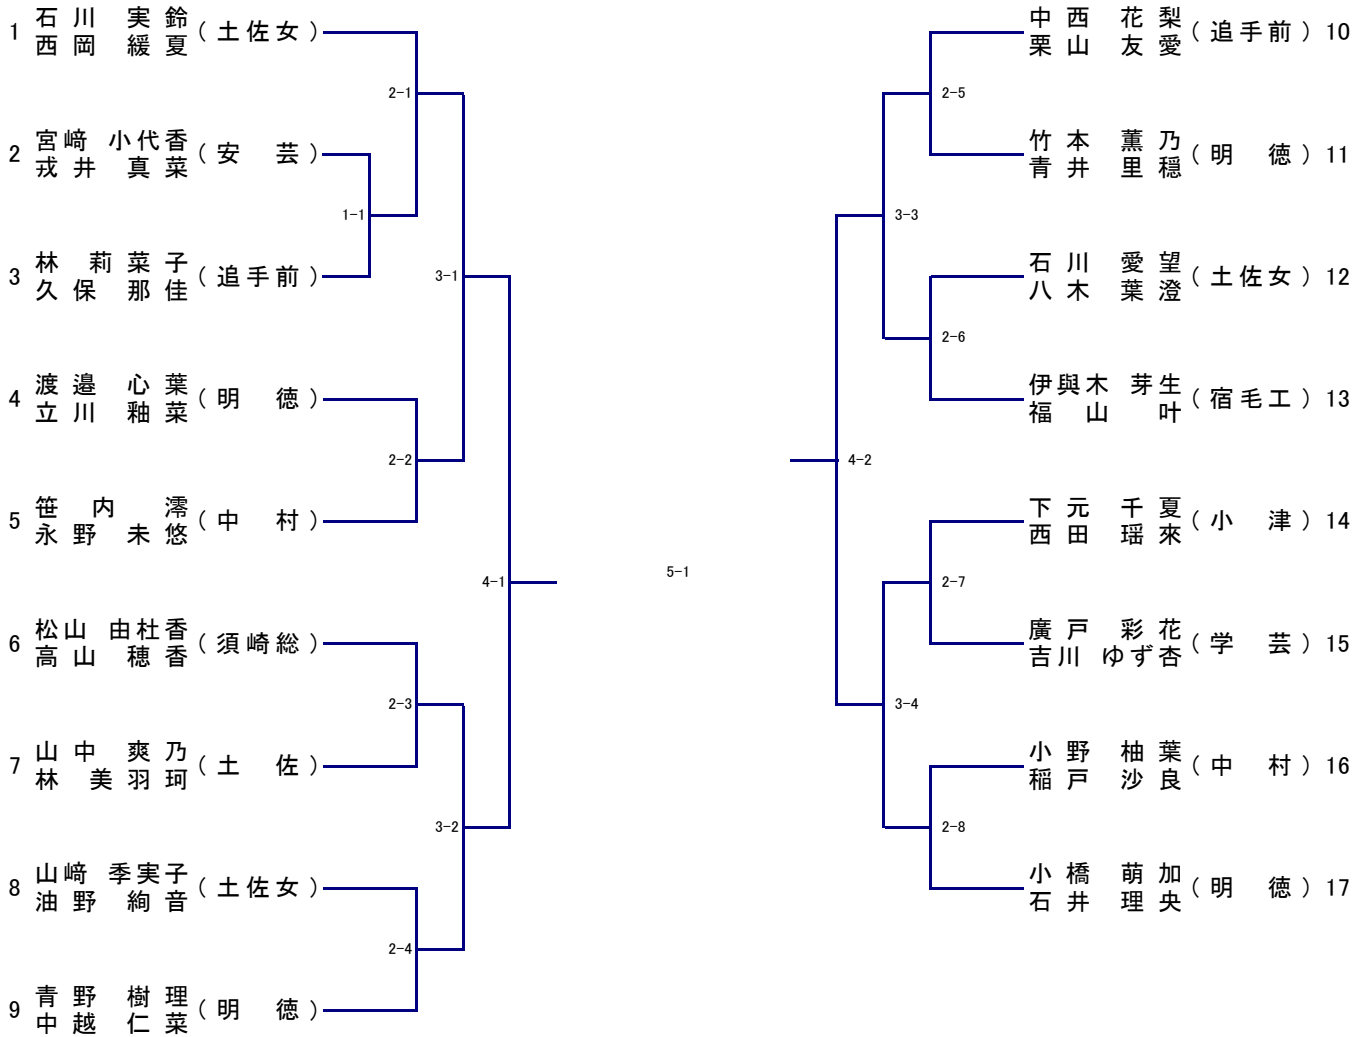 1 石川 実鈴 (土佐女)
西岡 緩夏
2-1
2 宮﨑 小代香 (安 芸)
戎井 真菜
1-1
3 林 莉菜子 (追手前)
久保 那佳
3-1
4 渡邉 心葉 (明 徳)
立川 釉菜
2-2
5 笹内 澪 (中 村)
永野 未悠
4-1
6 松山 由杜香 (須崎総)
高山 穂香
2-3
7 山中 爽乃 (土 佐)
林 美羽珂
3-2
8 山﨑 季実子 (土佐女)
油野 絢音
2-4
9 青野 樹理 (明 徳)
中越 仁菜
5-1
中西 花梨 (追手前) 10
栗山 友愛
2-5
竹本 薫乃 (明 徳) 11
青井 里穏
3-3
石川 愛望 (土佐女) 12
八木 葉澄
2-6
伊與木 芽生 (宿毛工) 13
福山 叶
4-2
下元 千夏 (小 津) 14
西田 瑶來
2-7
廣戸 彩花 (学 芸) 15
吉川 ゆず杏
3-4
小野 柚葉 (中 村) 16
稲戸 沙良
2-8
小橋 萌加 (明 徳) 17
石井 理央